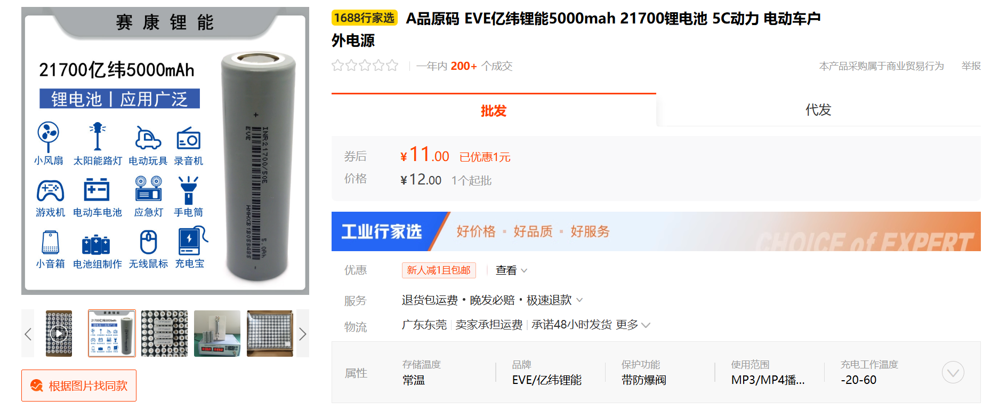 赛康锂能
21700亿纬5000mAh
锂电池|应用广泛
小风扇 太阳能路灯 电动玩具 录音机
游戏机 电动车电池 应急灯 手电筒
小音箱 电池组制作 无线鼠标 充电宝
+
INR21700/50E
EVE
HMHXB1B055495
5.0Ah
-
根据图片找同款
1688行家选 A品原码 EVE亿纬锂能5000mah 21700锂电池 5C动力 电动车户
外电源
一年内 200+ 个成交
本产品采购属于商业贸易行为 举报
批发 代发
券后 ¥11.00 已优惠1元
价格 ¥12.00 1个起批
工业行家选 好价格 · 好品质 · 好服务 CHOICE of EXPERT
优惠 新人减1且包邮 查看
服务 退货包运费 · 晚发必赔 · 极速退款
物流 广东东莞 | 卖家承担运费 | 承诺48小时发货 更多
属性
存储温度 品牌 保护功能 使用范围 充电工作温度
常温 EVE/亿纬锂能 带防爆阀 MP3/MP4播... -20-60